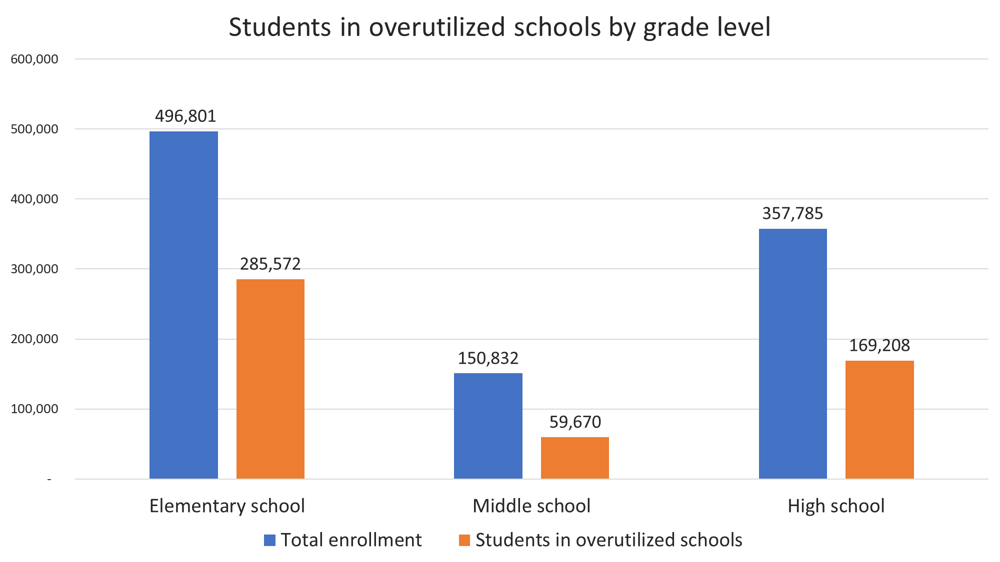 Students in overutilized schools by grade level
600,000
500,000
400,000
300,000
200,000
100,000
-
496,801
285,572
150,832
59,670
357,785
169,208
Elementary school
Middle school
High school
Total enrollment
Students in overutilized schools